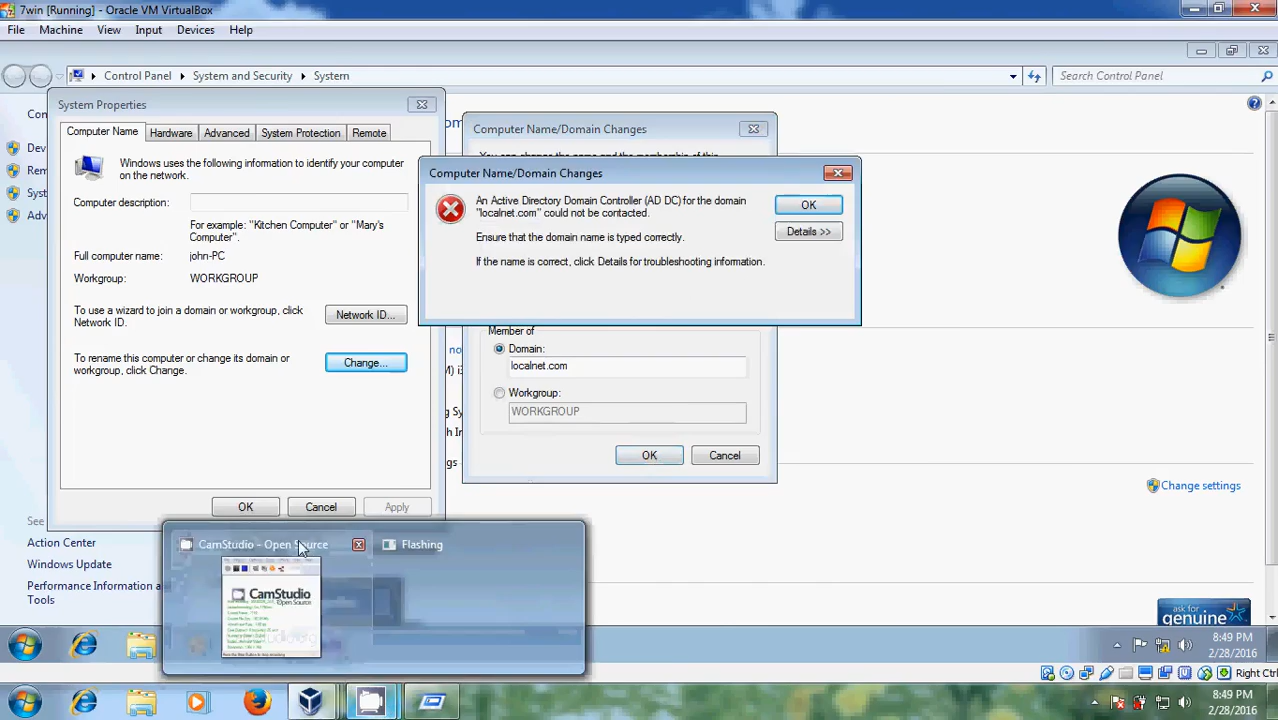 7win [Running] - Oracle VM VirtualBox
File Machine View Input Devices Help
Control Panel System and Security System
Search Control Panel
System Properties
Computer Name Hardware Advanced System Protection Remote
Windows uses the following information to identify your computer
on the network.
Computer description:
For example: "Kitchen Computer" or "Mary's
Computer".
Full computer name: john-PC
Workgroup: WORKGROUP
To use a wizard to join a domain or workgroup, click
Network ID.
Network ID...
To rename this computer or change its domain or
workgroup, click Change.
Change...
OK Cancel Apply
Computer Name/Domain Changes
Computer Name/Domain Changes
An Active Directory Domain Controller (AD DC) for the domain
"localnet.com" could not be contacted.
Ensure that the domain name is typed correctly.
If the name is correct, click Details for troubleshooting information.
OK
Details >>
Member of
Domain:
localnet.com
Workgroup:
WORKGROUP
OK Cancel
Change settings
See
Action Center
Windows Update
Performance Information a
Tools
CamStudio - Open Source
Flashing
CamStudio
Open Source
ask for
genuine
8:49 PM
2/28/2016
Right Ctrl
8:49 PM
2/28/2016